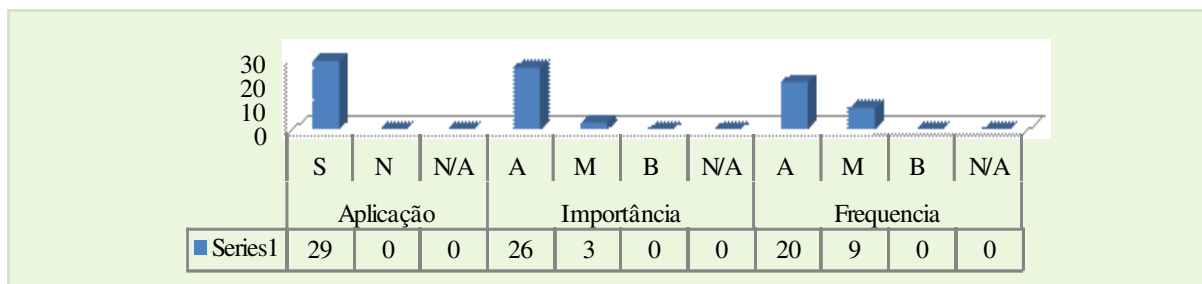 30
20
10
0
S N N/A A M B N/A A M B N/A
Aplicação Importância Frequencia
Series1 29 0 0 26 3 0 0 20 9 0 0